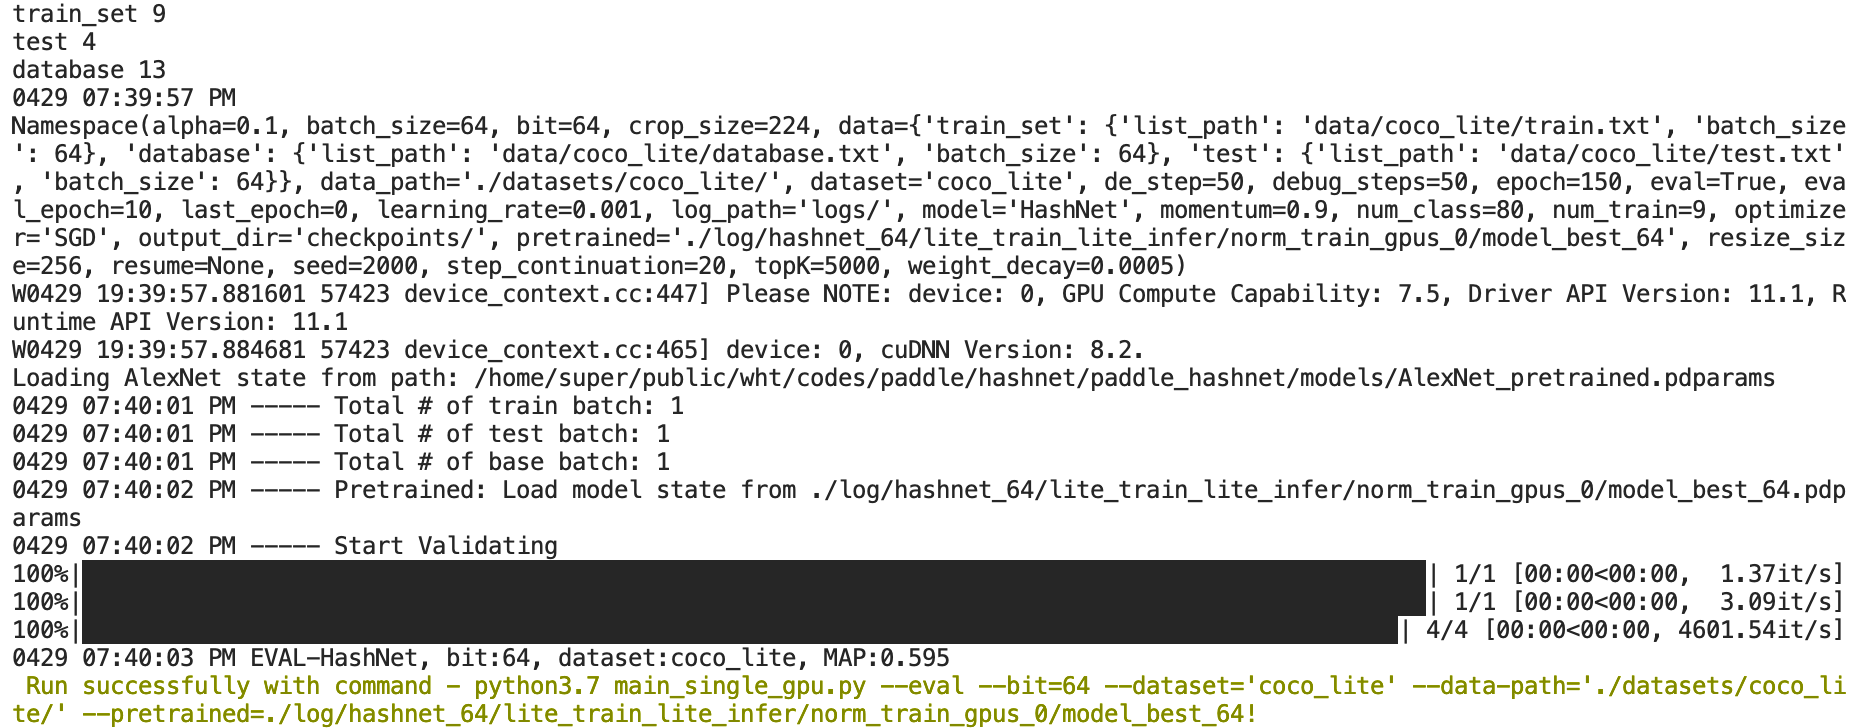 train_set 9
test 4
database 13
0429 07:39:57 PM
Namespace(alpha=0.1, batch_size=64, bit=64, crop_size=224, data={'train_set': {'list_path': 'data/coco_lite/train.txt', 'batch_size
': 64}, 'database': {'list_path': 'data/coco_lite/database.txt', 'batch_size': 64}, 'test': {'list_path': 'data/coco_lite/test.txt'
, 'batch_size': 64}}, data_path='./datasets/coco_lite/', dataset='coco_lite', de_step=50, debug_steps=50, epoch=150, eval=True, eva
l_epoch=10, last_epoch=0, learning_rate=0.001, log_path='logs/', model='HashNet', momentum=0.9, num_class=80, num_train=9, optimize
r='SGD', output_dir='checkpoints/', pretrained='./log/hashnet_64/lite_train_lite_infer/norm_train_gpus_0/model_best_64', resize_siz
e=256, resume=None, seed=2000, step_continuation=20, topK=5000, weight_decay=0.0005)
W0429 19:39:57.881601 57423 device_context.cc:447] Please NOTE: device: 0, GPU Compute Capability: 7.5, Driver API Version: 11.1, R
untime API Version: 11.1
W0429 19:39:57.884681 57423 device_context.cc:465] device: 0, cuDNN Version: 8.2.
Loading AlexNet state from path: /home/super/public/wht/codes/paddle/hashnet/paddle_hashnet/models/AlexNet_pretrained.pdparams
0429 07:40:01 PM ----- Total # of train batch: 1
0429 07:40:01 PM ----- Total # of test batch: 1
0429 07:40:01 PM ----- Total # of base batch: 1
0429 07:40:02 PM ----- Pretrained: Load model state from ./log/hashnet_64/lite_train_lite_infer/norm_train_gpus_0/model_best_64.pdp
arams
0429 07:40:02 PM ----- Start Validating
100%| | 1/1 [00:00<00:00,  1.37it/s]
100%| | 1/1 [00:00<00:00,  3.09it/s]
100%| | 4/4 [00:00<00:00, 4601.54it/s]
0429 07:40:03 PM EVAL-HashNet, bit:64, dataset:coco_lite, MAP:0.595
 Run successfully with command - python3.7 main_single_gpu.py --eval --bit=64 --dataset='coco_lite' --data-path='./datasets/coco_li
te/' --pretrained=./log/hashnet_64/lite_train_lite_infer/norm_train_gpus_0/model_best_64!